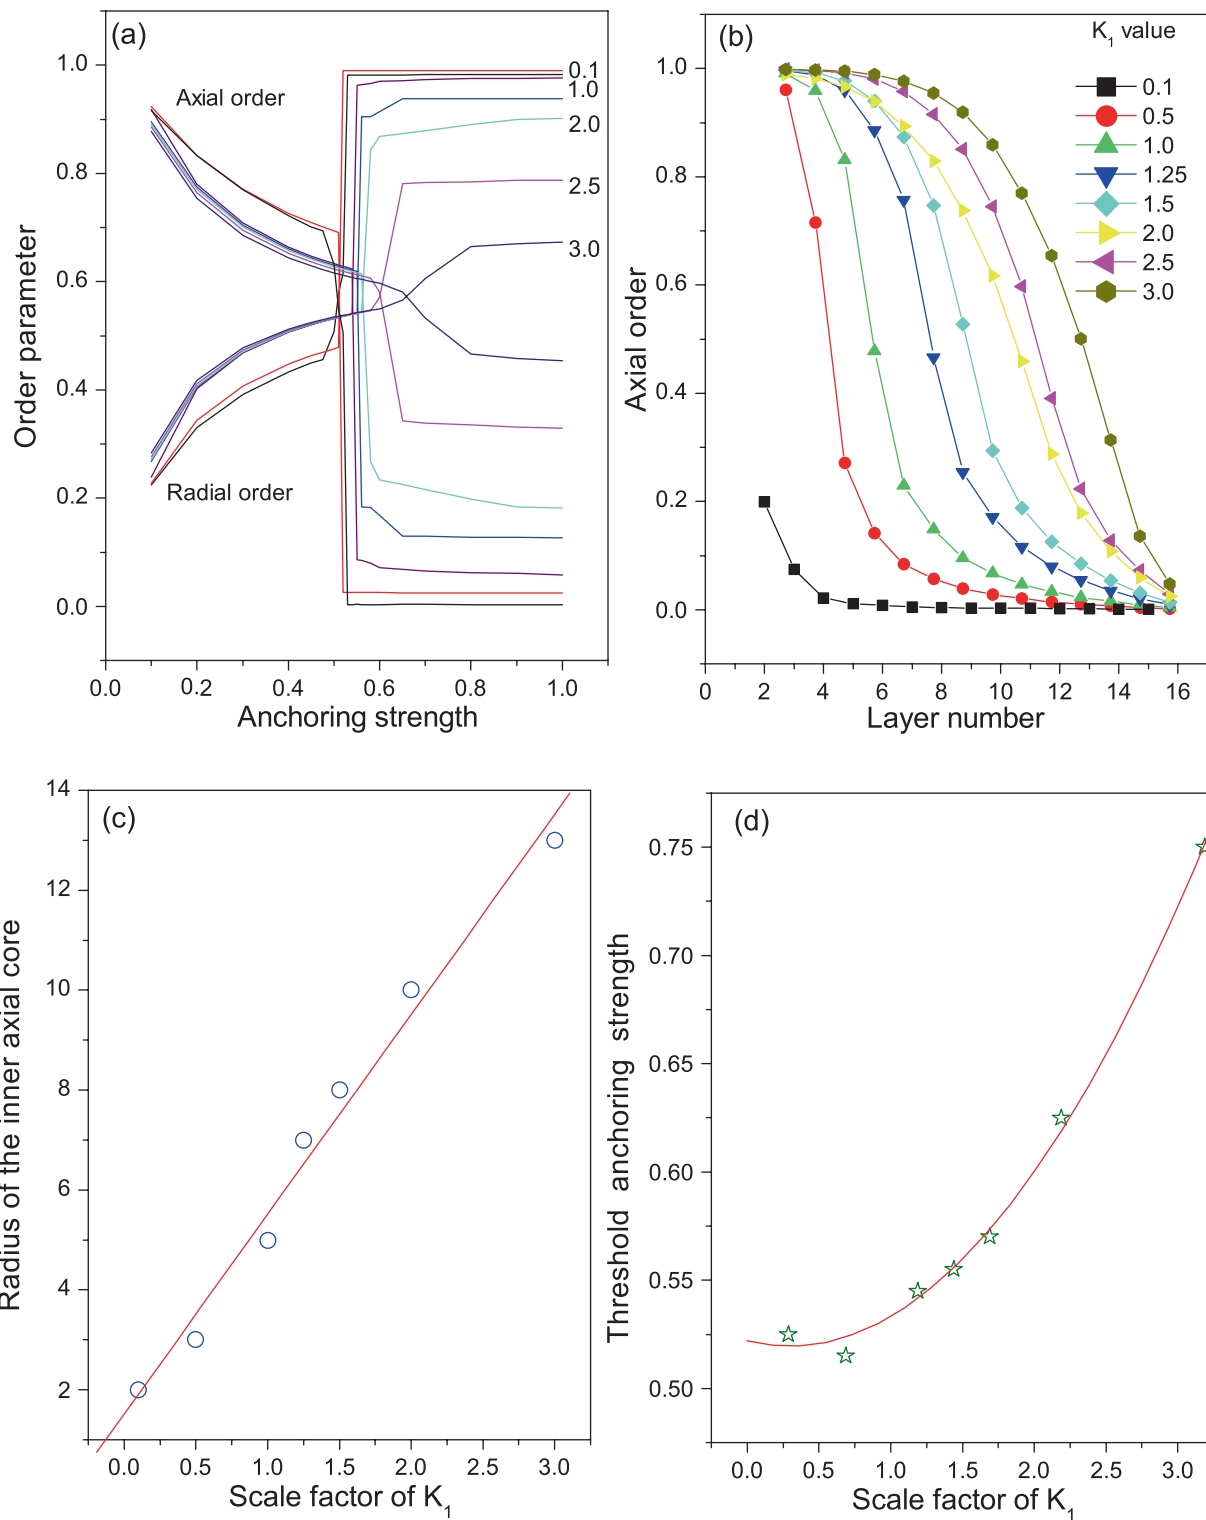 (a)
1.0
0.8
0.6
0.4
0.2
0.0
Order parameter
Axial order
Radial order
0.1
1.0
2.0
2.5
3.0
0.0 0.2 0.4 0.6 0.8 1.0
Anchoring strength
(b)
K1 value
0.1
0.5
1.0
1.25
1.5
2.0
2.5
3.0
1.0
0.8
0.6
0.4
0.2
0.0
Axial order
0 2 4 6 8 10 12 14 16
Layer number
(c)
14
12
10
8
6
4
2
Radius of the inner axial core
0.0 0.5 1.0 1.5 2.0 2.5 3.0
Scale factor of K1
(d)
0.75
0.70
0.65
0.60
0.55
0.50
Threshold anchoring strength
0.0 0.5 1.0 1.5 2.0 2.5 3.0
Scale factor of K1